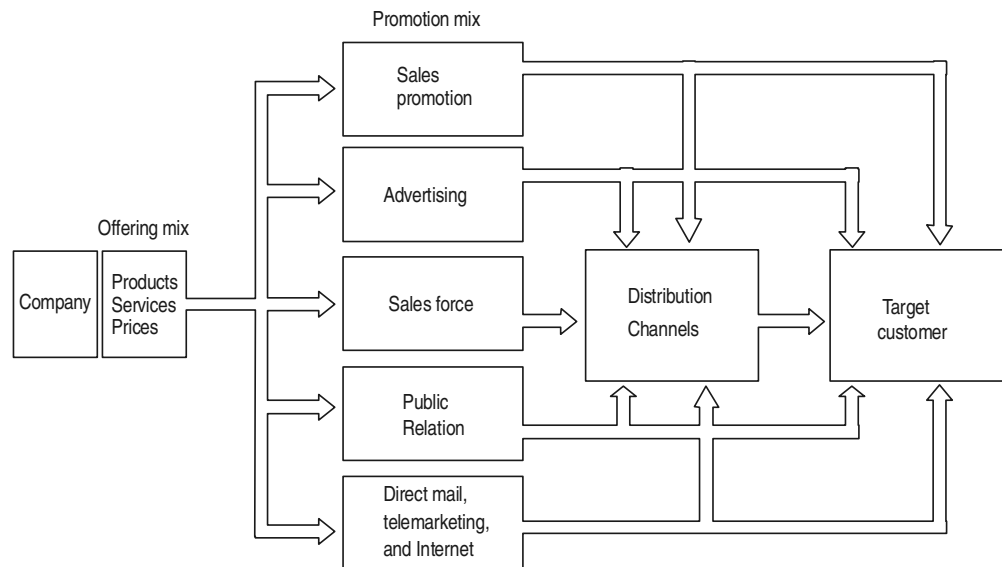 Promotion mix
Sales
promotion
Advertising
Offering mix
Company
Products
Services
Prices
Sales force
Distribution
Channels
Target
customer
Public
Relation
Direct mail,
telemarketing,
and Internet